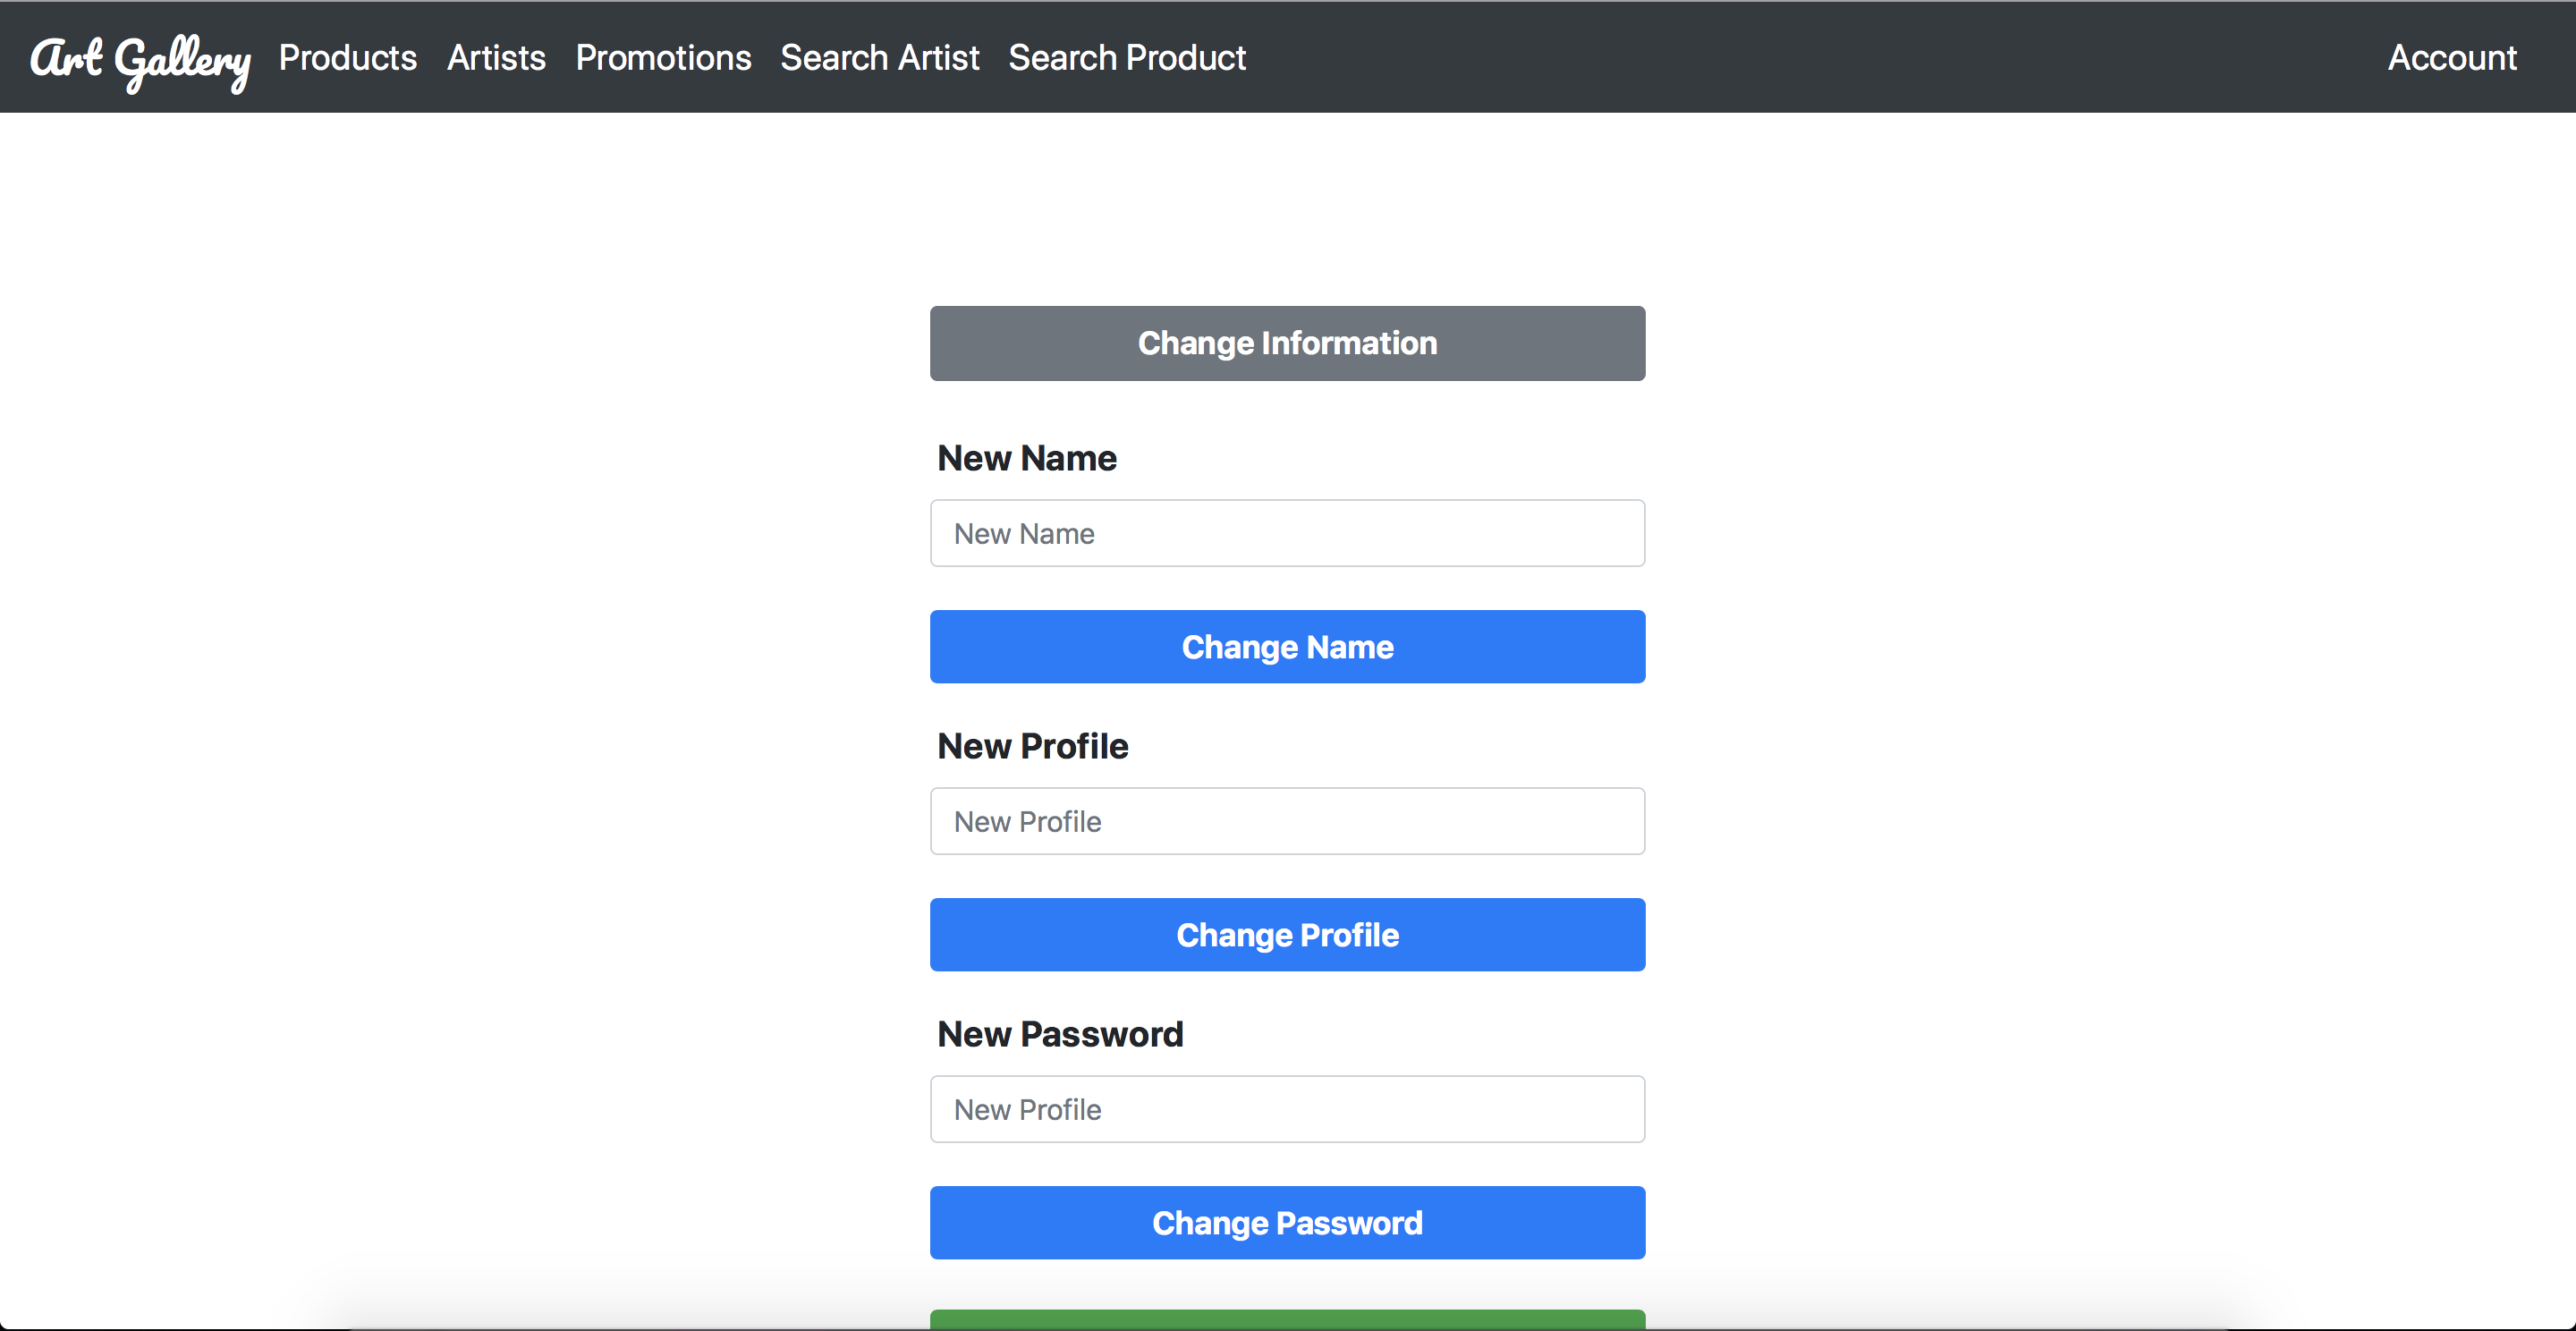 Art Gallery Products Artists Promotions Search Artist Search Product Account
Change Information
New Name
New Name
Change Name
New Profile
New Profile
Change Profile
New Password
New Profile
Change Password